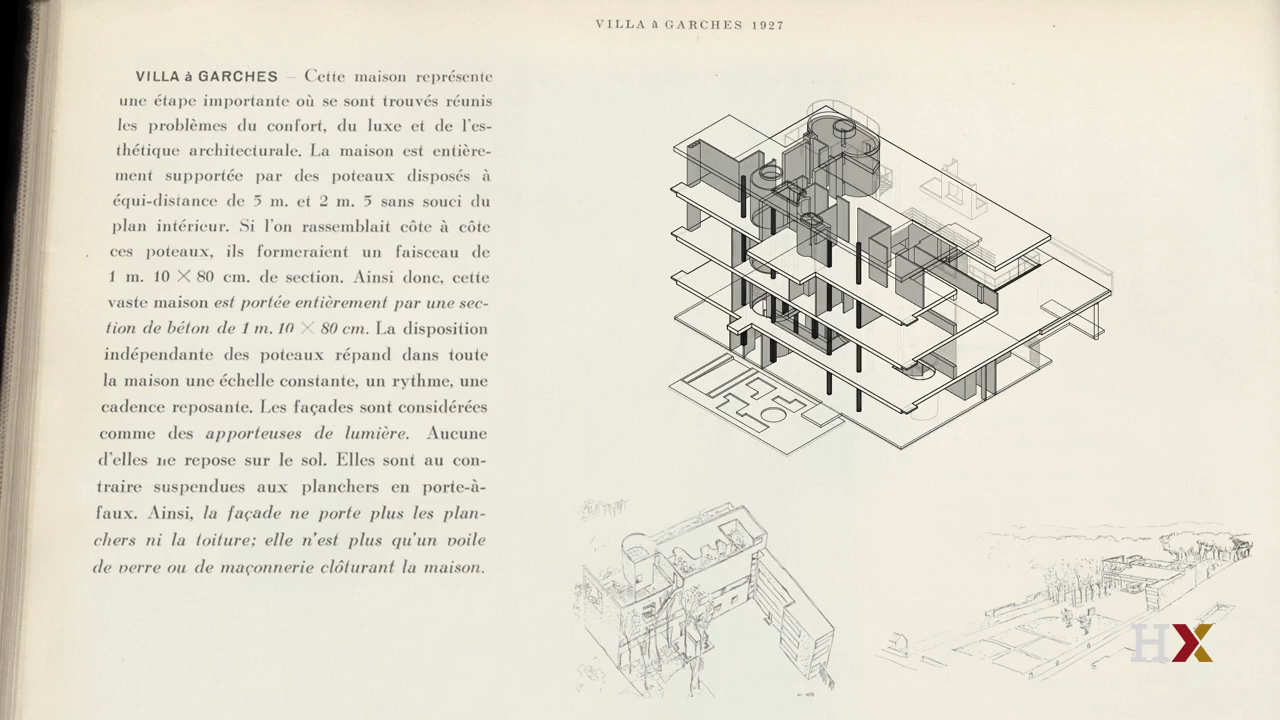 VILLA à GARCHES 1927
VILLA à GARCHES — Cette maison représente
une étape importante où se sont trouvés réunis
les problèmes du confort, du luxe et de l'es-
thétique architecturale. La maison est entière-
ment supportée par des poteaux disposés à
équi-distance de 5 m. et 2 m. 5 sans souci du
plan intérieur. Si l'on rassemblait côte à côte
ces poteaux, ils formeraient un faisceau de
1 m. 10 × 80 cm. de section. Ainsi donc, cette
vaste maison est portée entièrement par une sec-
tion de béton de 1 m. 10 × 80 cm. La disposition
indépendante des poteaux répand dans toute
la maison une échelle constante, un rythme, une
cadence reposante. Les façades sont considérées
comme des apporteuses de lumière. Aucune
d'elles ne repose sur le sol. Elles sont au con-
traire suspendues aux planchers en porte-à-
faux. Ainsi, la façade ne porte plus les plan-
chers ni la toiture; elle n'est plus qu'un voile
de verre ou de maçonnerie clôturant la maison.
HX